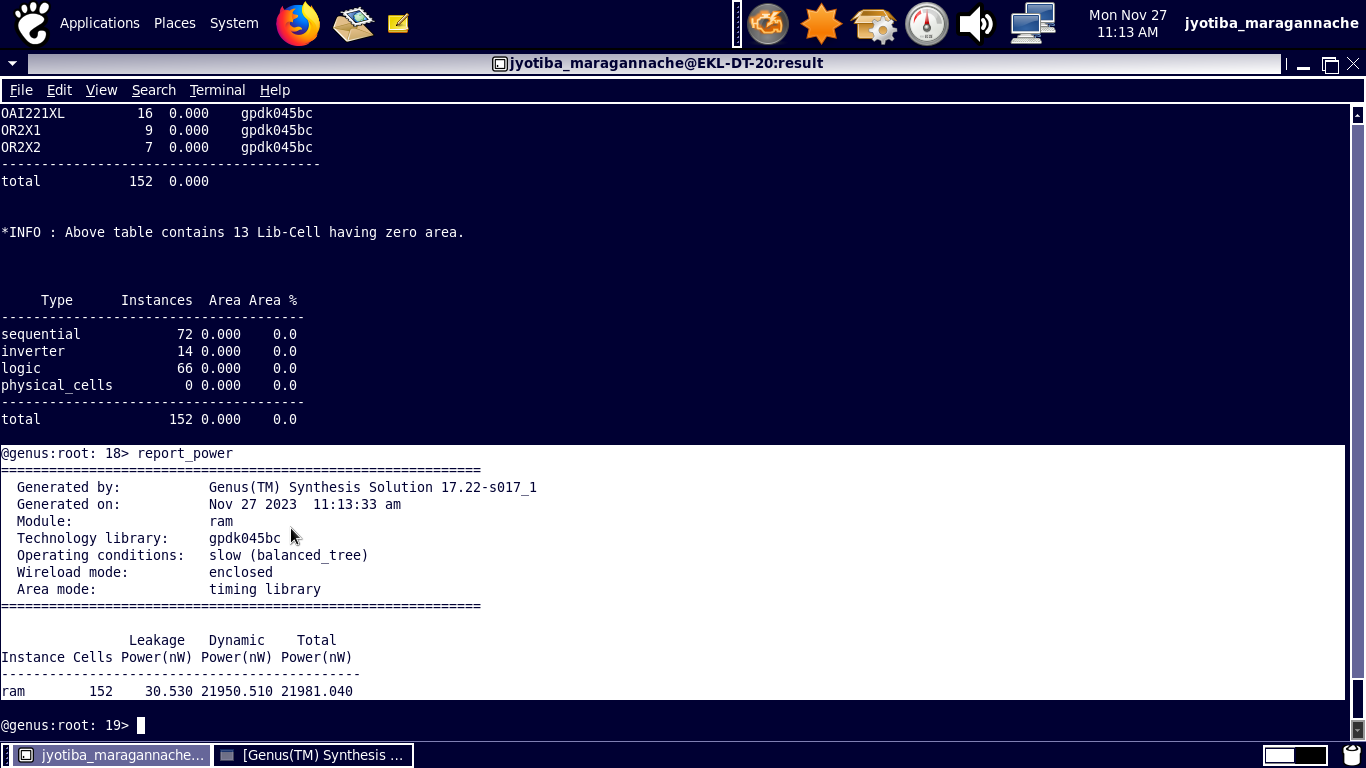 Applications Places System
Mon Nov 27
11:13 AM
jyotiba_maragannache
jyotiba_maragannache@EKL-DT-20:result
File Edit View Search Terminal Help
OAI221XL         16  0.000    gpdk045bc
OR2X1             9  0.000    gpdk045bc
OR2X2             7  0.000    gpdk045bc
----------------------------------------
total           152  0.000
*INFO : Above table contains 13 Lib-Cell having zero area.
     Type      Instances  Area Area %
--------------------------------------
sequential            72 0.000    0.0
inverter              14 0.000    0.0
logic                 66 0.000    0.0
physical_cells         0 0.000    0.0
--------------------------------------
total                152 0.000    0.0
@genus:root: 18> report_power
============================================================
  Generated by:           Genus(TM) Synthesis Solution 17.22-s017_1
  Generated on:           Nov 27 2023  11:13:33 am
  Module:                 ram
  Technology library:     gpdk045bc
  Operating conditions:   slow (balanced_tree)
  Wireload mode:          enclosed
  Area mode:              timing library
============================================================
                Leakage   Dynamic    Total
Instance Cells Power(nW) Power(nW) Power(nW)
---------------------------------------------
ram        152    30.530 21950.510 21981.040
@genus:root: 19>
jyotiba_maragannache... [Genus(TM) Synthesis ...